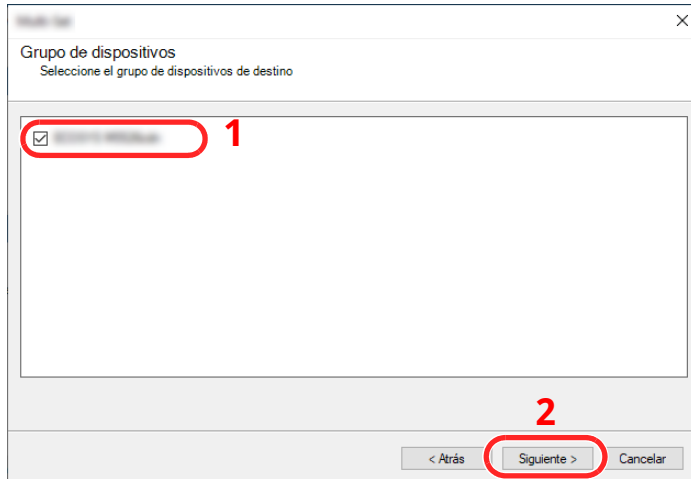 Grupo de dispositivos
Seleccione el grupo de dispositivos de destino
1
2
< Atrás
Siguiente >
Cancelar